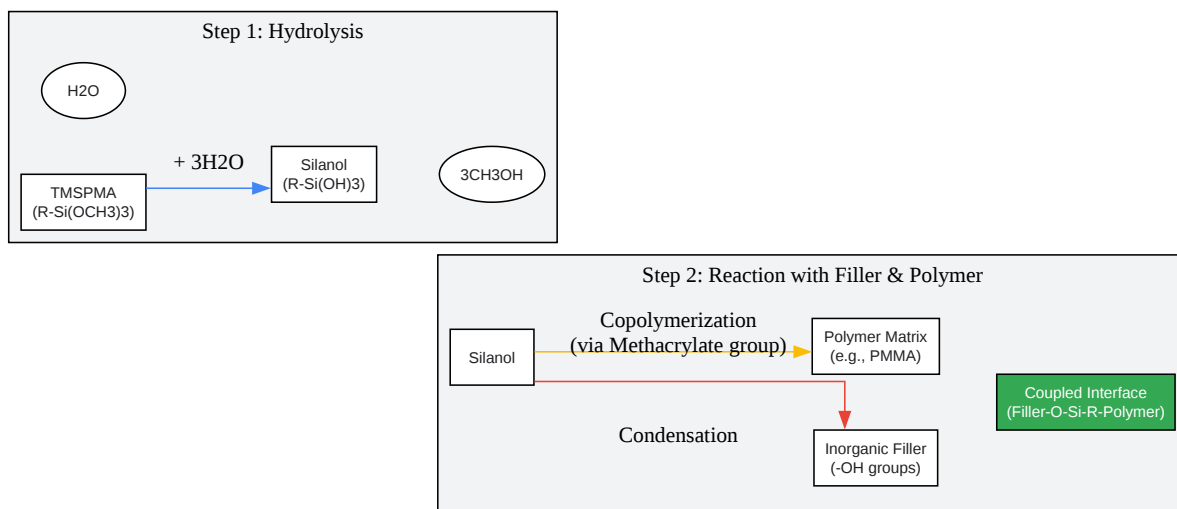 Step 1: Hydrolysis
H2O
+ 3H2O
TMSPMA
(R-Si(OCH3)3)
Silanol
(R-Si(OH)3)
3CH3OH
Step 2: Reaction with Filler & Polymer
Silanol
Copolymerization
(via Methacrylate group)
Polymer Matrix
(e.g., PMMA)
Condensation
Inorganic Filler
(-OH groups)
Coupled Interface
(Filler-O-Si-R-Polymer)